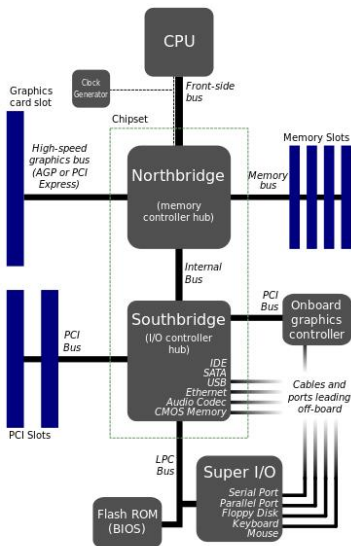 CPU
Graphics
card slot
Clock
Generator
Front-side
bus
Chipset
High-speed
graphics bus
(AGP or PCI
Express)
Northbridge
(memory
controller hub)
Memory
bus
Memory Slots
Internal
Bus
PCI
Bus
Southbridge
(I/O controller
hub)
PCI
Bus
Onboard
graphics
controller
IDE
SATA
USB
Ethernet
Audio Codec
CMOS Memory
Cables and
ports leading
off-board
PCI Slots
LPC
Bus
Super I/O
Serial Port
Parallel Port
Floppy Disk
Keyboard
Mouse
Flash ROM
(BIOS)